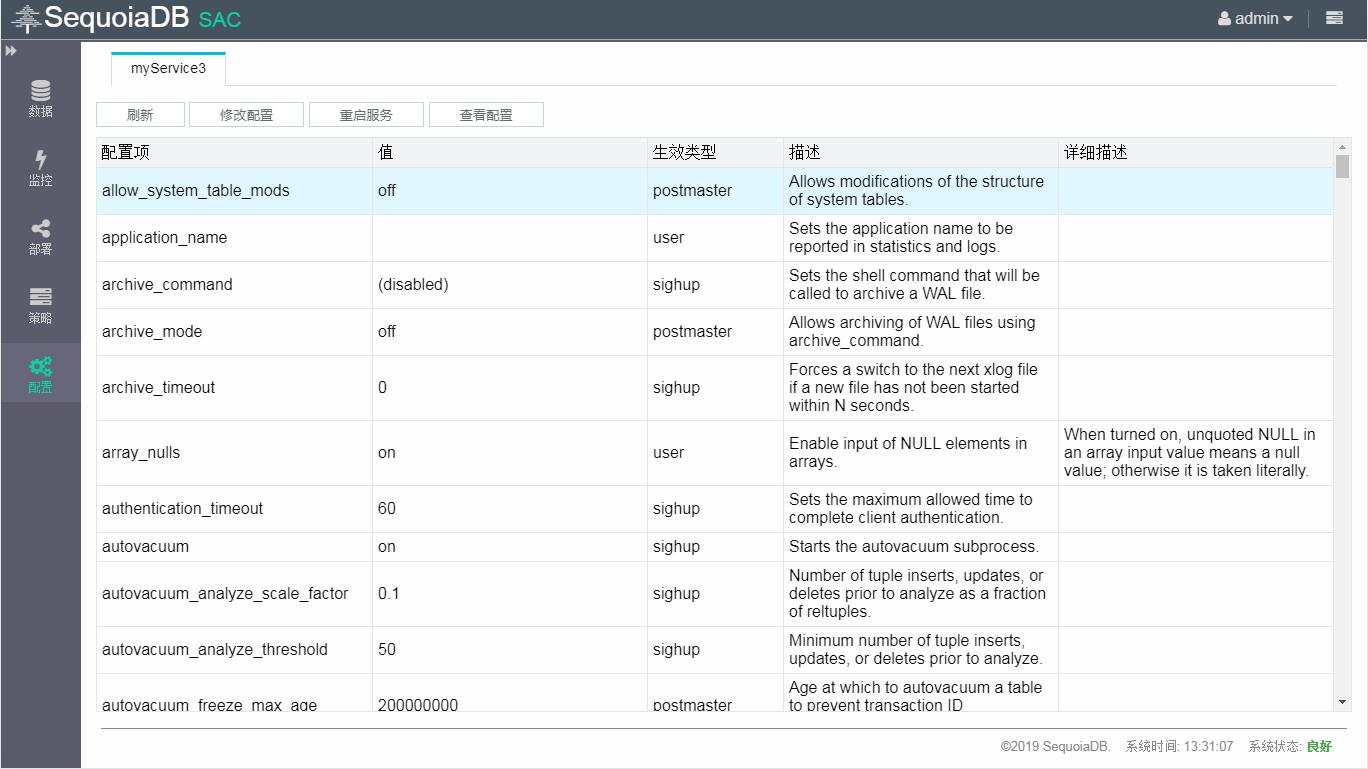 SequoiaDB SAC
admin
数据
监控
部署
策略
配置
myService3
刷新
修改配置
重启服务
查看配置
配置项
值
生效类型
描述
详细描述
allow_system_table_mods
off
postmaster
Allows modifications of the structure
of system tables.
application_name
user
Sets the application name to be
reported in statistics and logs.
archive_command
(disabled)
sighup
Sets the shell command that will be
called to archive a WAL file.
archive_mode
off
postmaster
Allows archiving of WAL files using
archive_command.
archive_timeout
0
sighup
Forces a switch to the next xlog file
if a new file has not been started
within N seconds.
array_nulls
on
user
Enable input of NULL elements in
arrays.
When turned on, unquoted NULL in
an array input value means a null
value; otherwise it is taken literally.
authentication_timeout
60
sighup
Sets the maximum allowed time to
complete client authentication.
autovacuum
on
sighup
Starts the autovacuum subprocess.
autovacuum_analyze_scale_factor
0.1
sighup
Number of tuple inserts, updates, or
deletes prior to analyze as a fraction
of reltuples.
autovacuum_analyze_threshold
50
sighup
Minimum number of tuple inserts,
updates, or deletes prior to analyze.
autovacuum_freeze_max_age
200000000
postmaster
Age at which to autovacuum a table
to prevent transaction ID
©2019 SequoiaDB.
系统时间: 13:31:07
系统状态: 良好